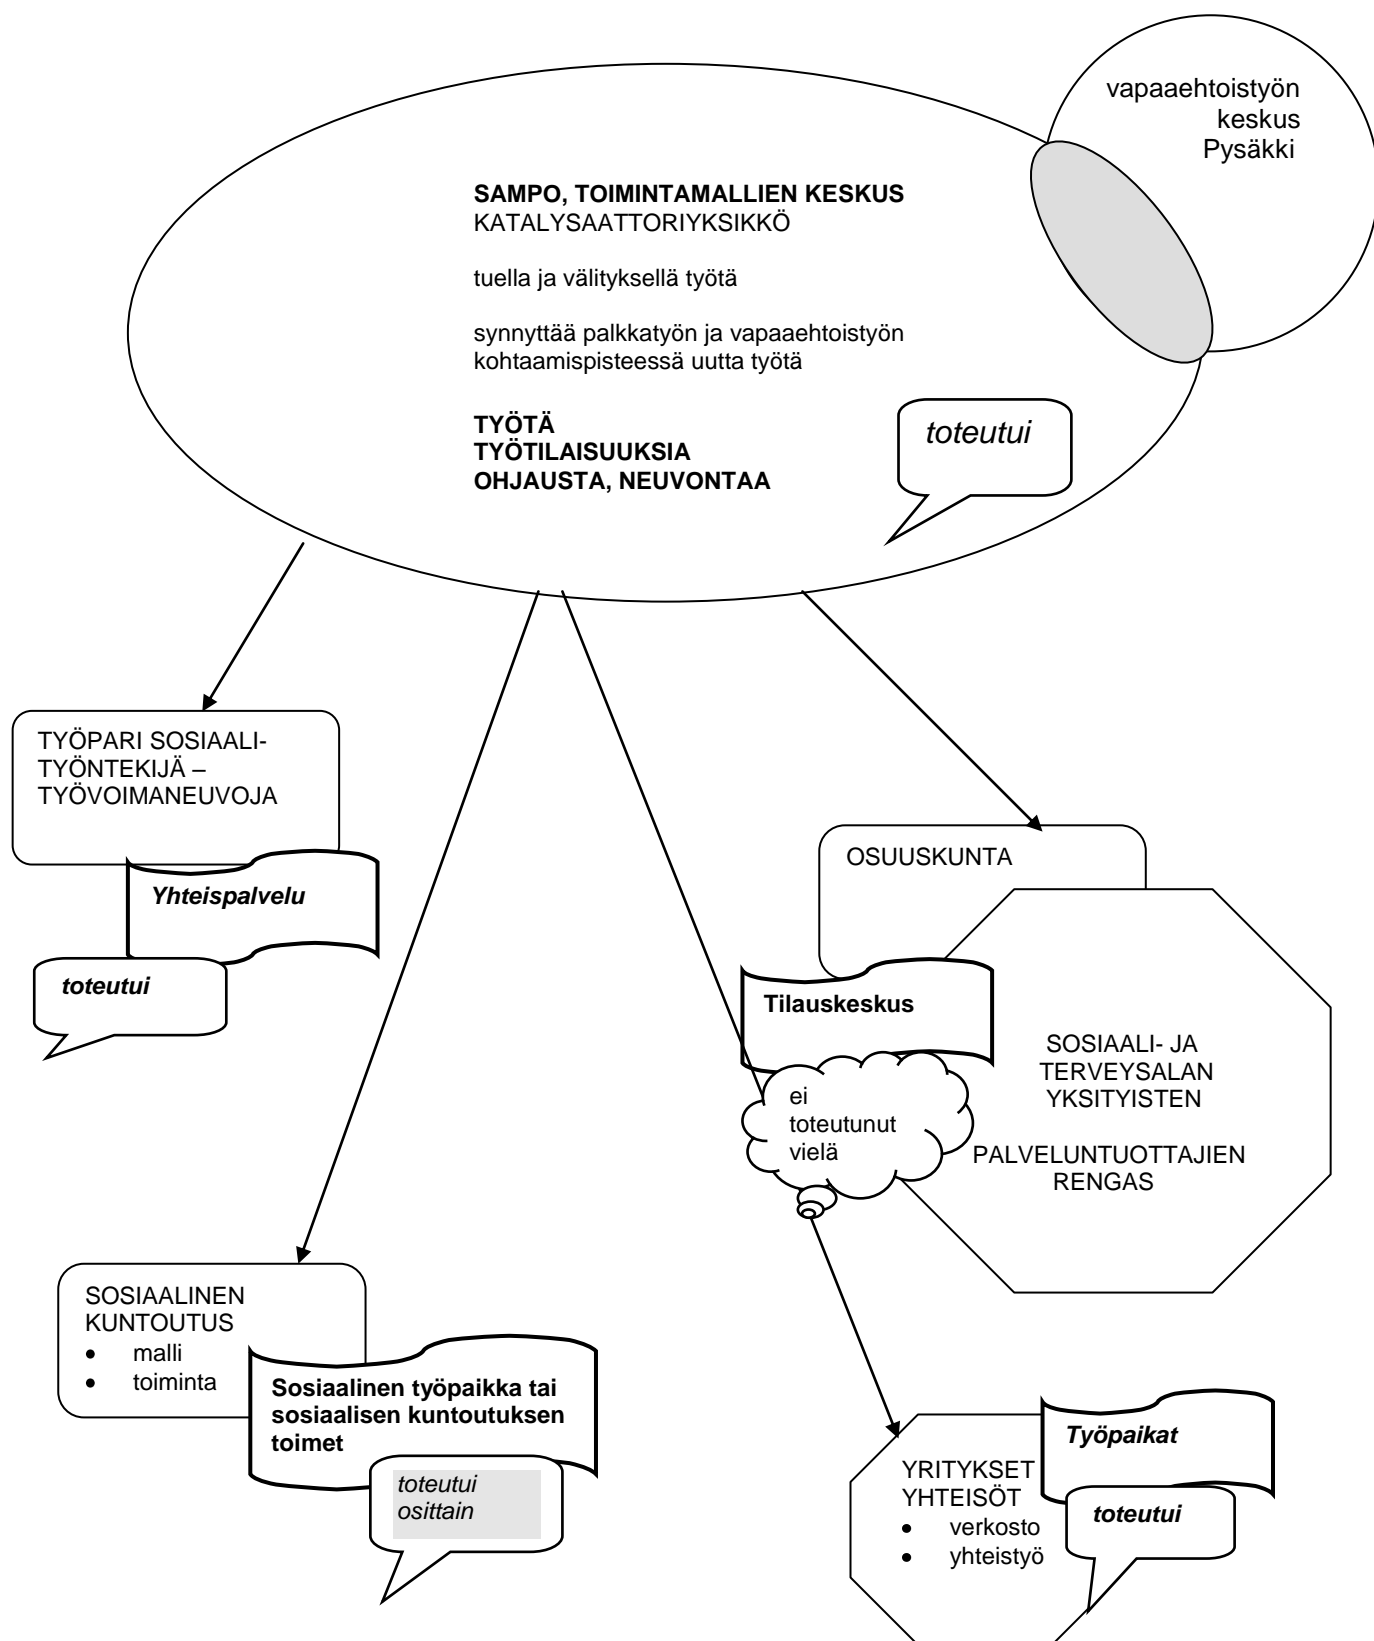 vapaaehtoistyön
keskus
Pysäkki
SAMPO, TOIMINTAMALLIEN KESKUS
KATALYSAATTORIYKSIKKÖ
tuella ja välityksellä työtä
synnyttää palkkatyön ja vapaaehtoistyön
kohtaamispisteessä uutta työtä
TYÖTÄ
TYÖTILAISUUKSIA
OHJAUSTA, NEUVONTAA
toteutui
TYÖPARI SOSIAALI-
TYÖNTEKIJÄ –
TYÖVOIMANEUVOJA
Yhteispalvelu
toteutui
OSUUSKUNTA
Tilauskeskus
ei
toteutunut
vielä
SOSIAALI- JA
TERVEYSALAN
YKSITYISTEN
PALVELUNTUOTTAJIEN
RENGAS
SOSIAALINEN
KUNTOUTUS
• malli
• toiminta
Sosiaalinen työpaikka tai
sosiaalisen kuntoutuksen
toimet
toteutui
osittain
YRITYKSET
YHTEISÖT
• verkosto
• yhteistyö
Työpaikat
toteutui